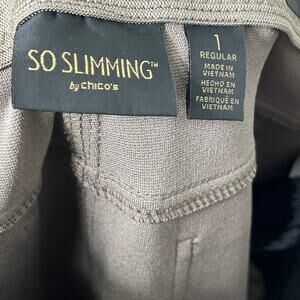 SO SLIMMING™
by chico's
1
REGULAR
MADE IN
VIETNAM
HECHO EN
VIETNAM
FABRIQUÉ EN
VIETNAM